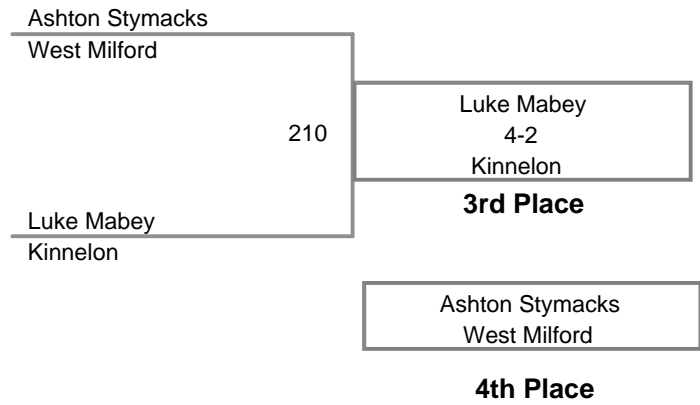 Ashton Stymacks
West Milford
210
Luke Mabey
4-2
Kinnelon
3rd Place
Luke Mabey
Kinnelon
Ashton Stymacks
West Milford
4th Place